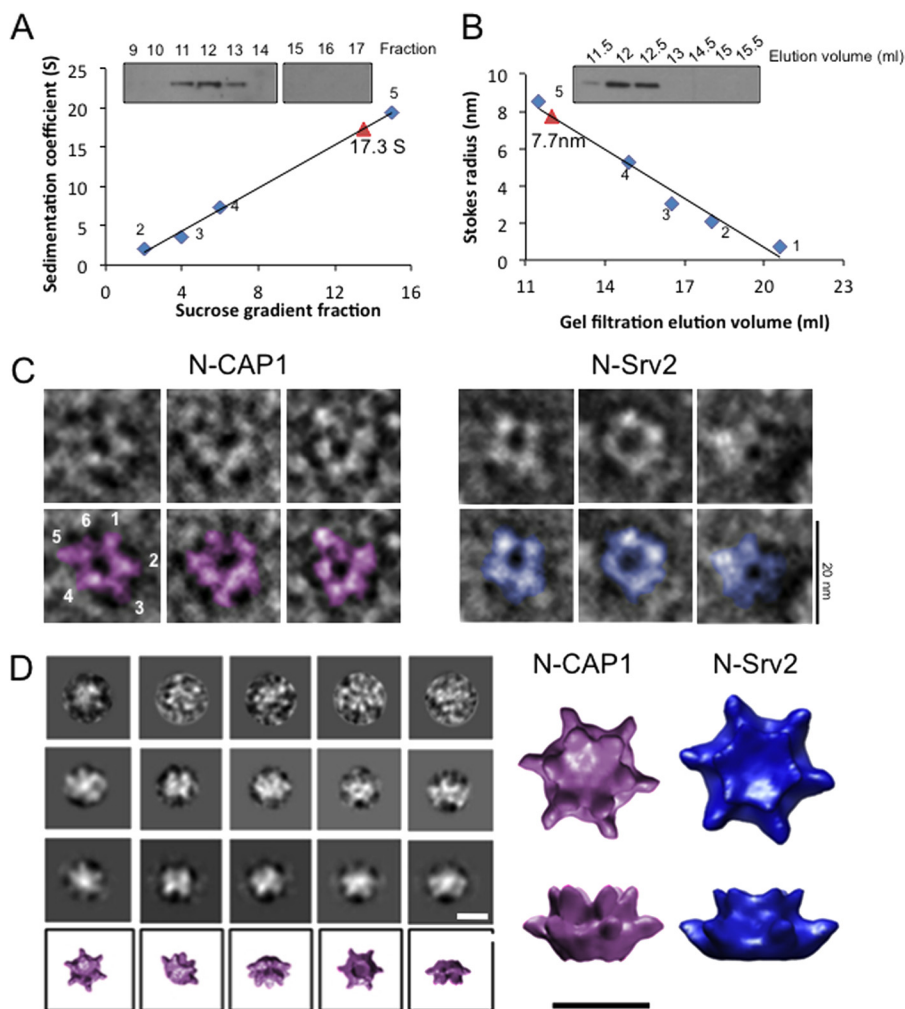 A
9 10 11 12 13 14 15 16 17 Fraction
Sedimentation coefficient (S)
25
20
15
10
5
0
2
3
4
5
17.3 S
0 4 8 12 16
Sucrose gradient fraction
B
11.5 12 12.5 13 14.5 15 15.5 Elution volume (ml)
Stokes radius (nm)
10
8
6
4
2
0
5
7.7nm
4
3
2
1
11 14 17 20 23
Gel filtration elution volume (ml)
C
N-CAP1
N-Srv2
6 1
5
2
4
3
20 nm
D
N-CAP1
N-Srv2